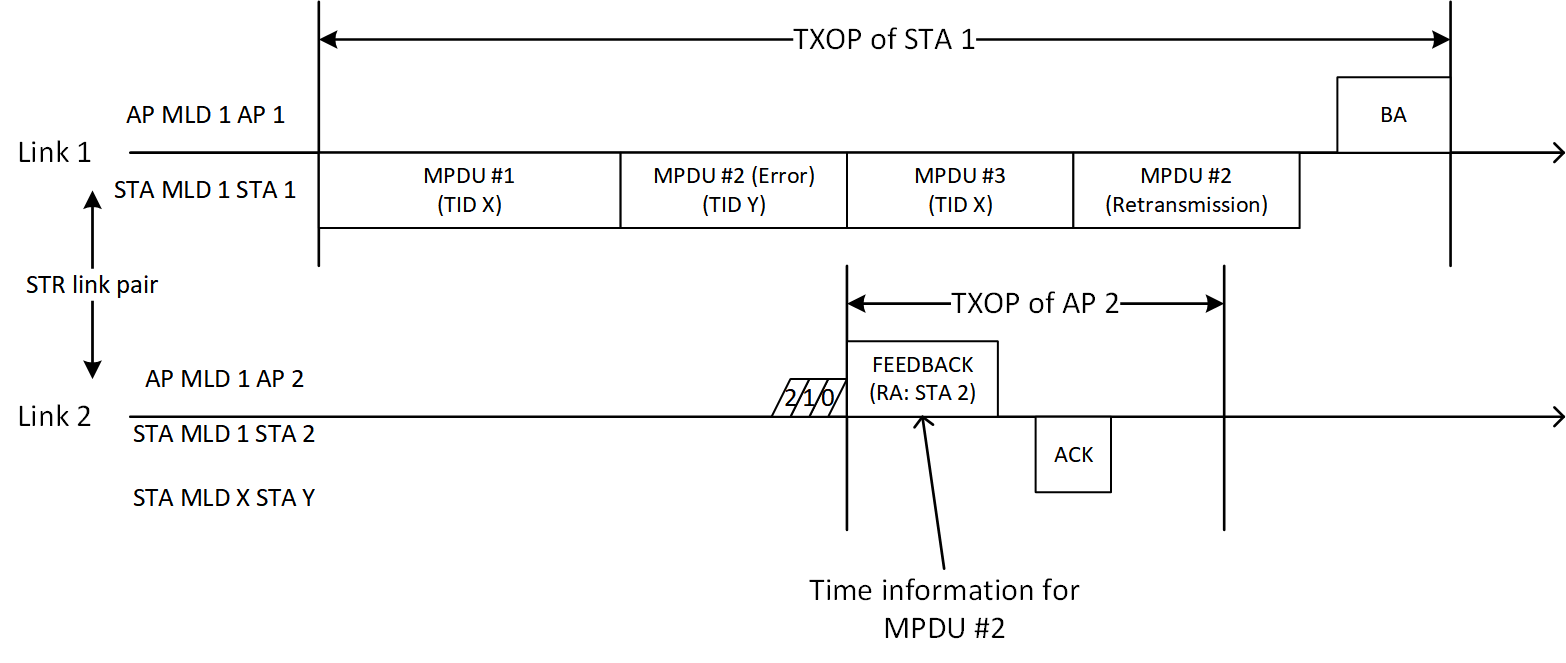 TXOP of STA 1
AP MLD 1 AP 1
BA
Link 1
STA MLD 1 STA 1
MPDU #1
(TID X)
MPDU #2 (Error)
(TID Y)
MPDU #3
(TID X)
MPDU #2
(Retransmission)
STR link pair
TXOP of AP 2
AP MLD 1 AP 2
2 1 0
FEEDBACK
(RA: STA 2)
Link 2
STA MLD 1 STA 2
ACK
STA MLD X STA Y
Time information for
MPDU #2